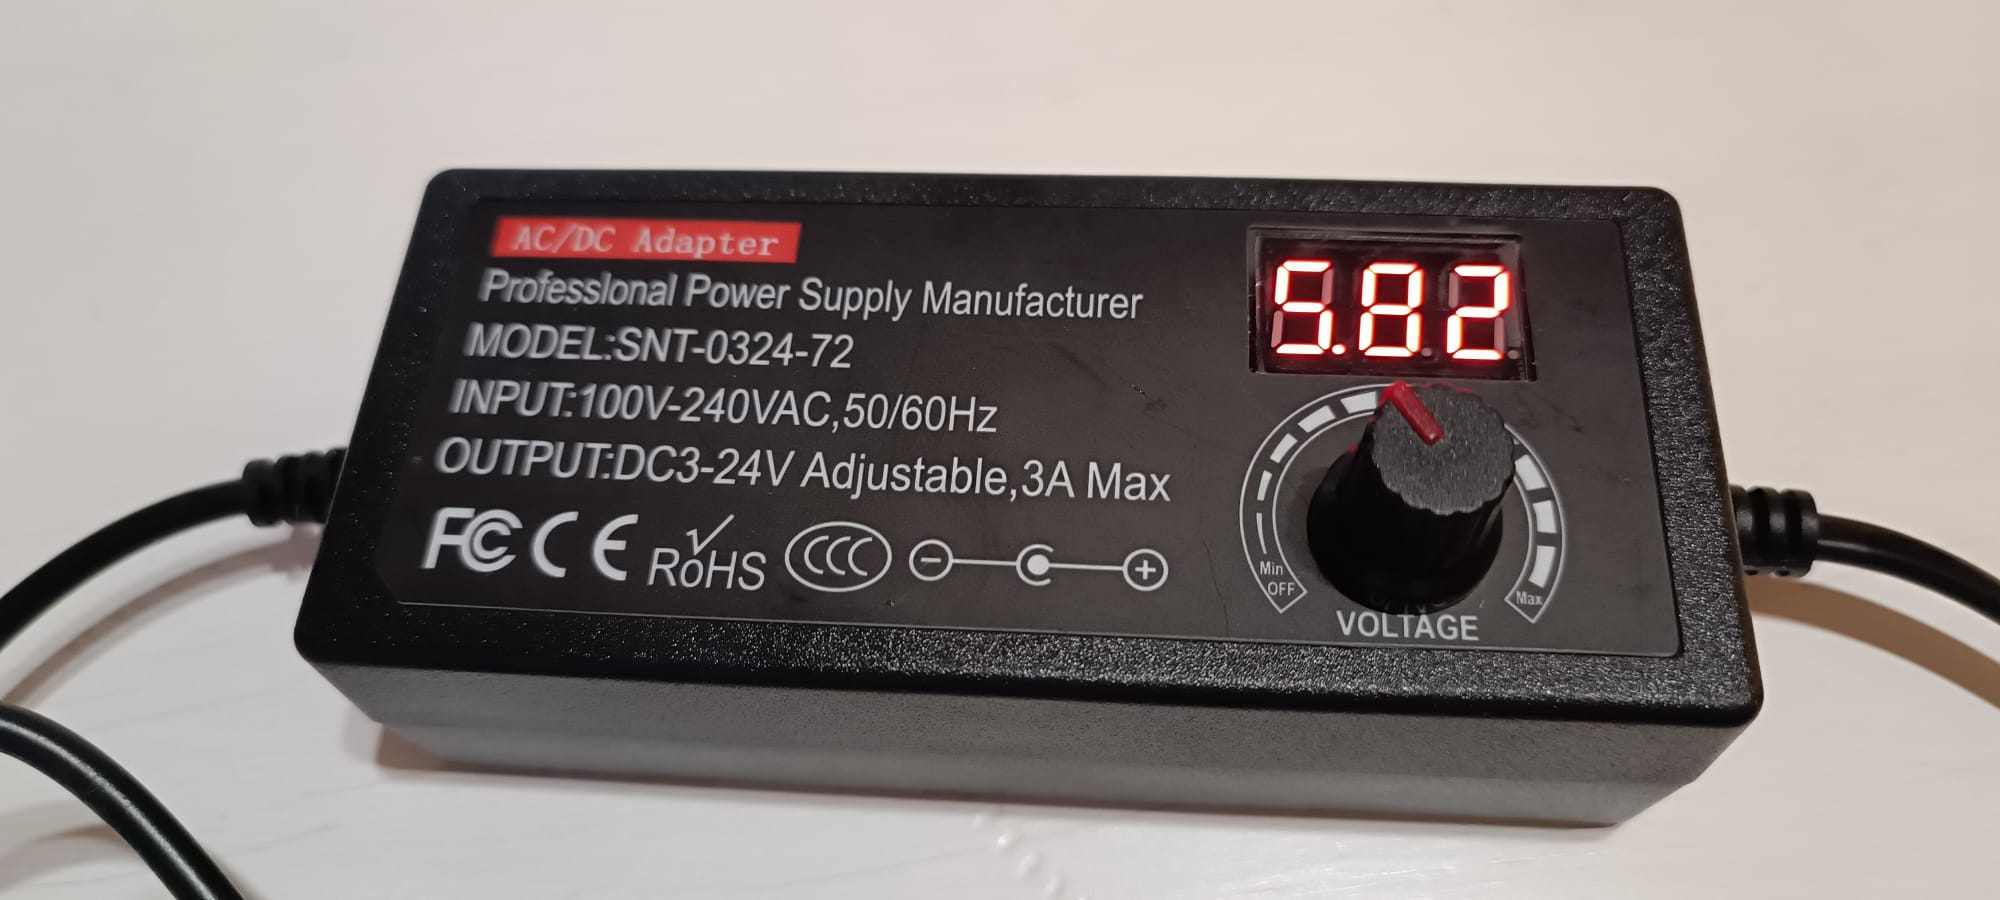 AC/DC Adapter
Professional Power Supply Manufacturer
MODEL:SNT-0324-72
INPUT:100V-240VAC,50/60Hz
OUTPUT:DC3-24V Adjustable,3A Max
FC CE RoHS CCC
5.82
Min
OFF
Max
VOLTAGE